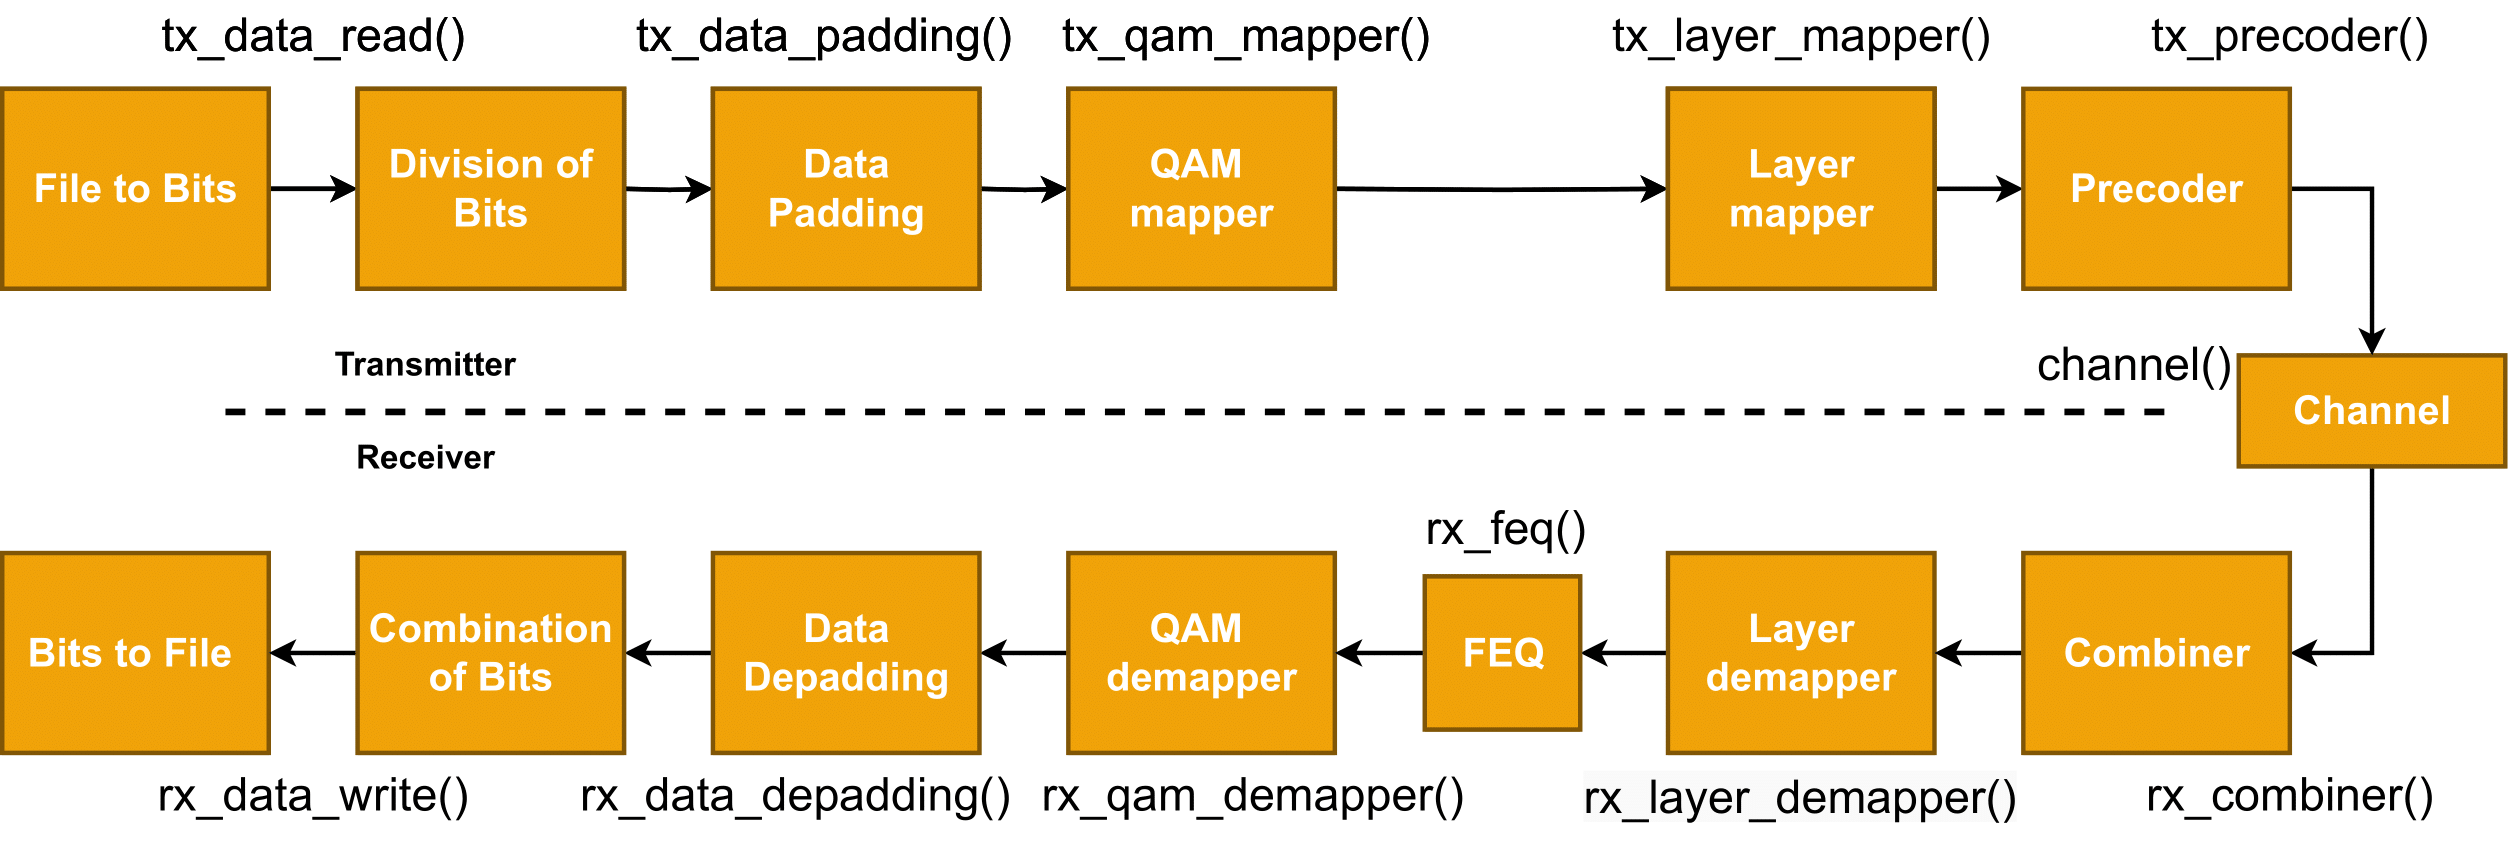 tx_data_read()
tx_data_padding()
tx_qam_mapper()
tx_layer_mapper()
tx_precoder()
File to Bits
Division of
Bits
Data
Padding
QAM
mapper
Layer
mapper
Precoder
Transmitter
channel()
Channel
Receiver
rx_feq()
Bits to File
Combination
of Bits
Data
Depadding
QAM
demapper
FEQ
Layer
demapper
Combiner
rx_data_write()
rx_data_depadding()
rx_qam_demapper()
rx_layer_demapper()
rx_combiner()